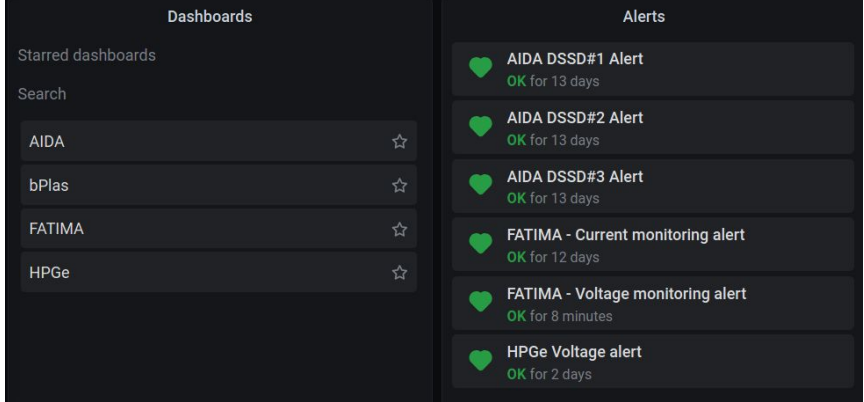 Dashboards
Starred dashboards
Search
AIDA
bPlas
FATIMA
HPGe
Alerts
AIDA DSSD#1 Alert
OK for 13 days
AIDA DSSD#2 Alert
OK for 13 days
AIDA DSSD#3 Alert
OK for 13 days
FATIMA - Current monitoring alert
OK for 12 days
FATIMA - Voltage monitoring alert
OK for 8 minutes
HPGe Voltage alert
OK for 2 days